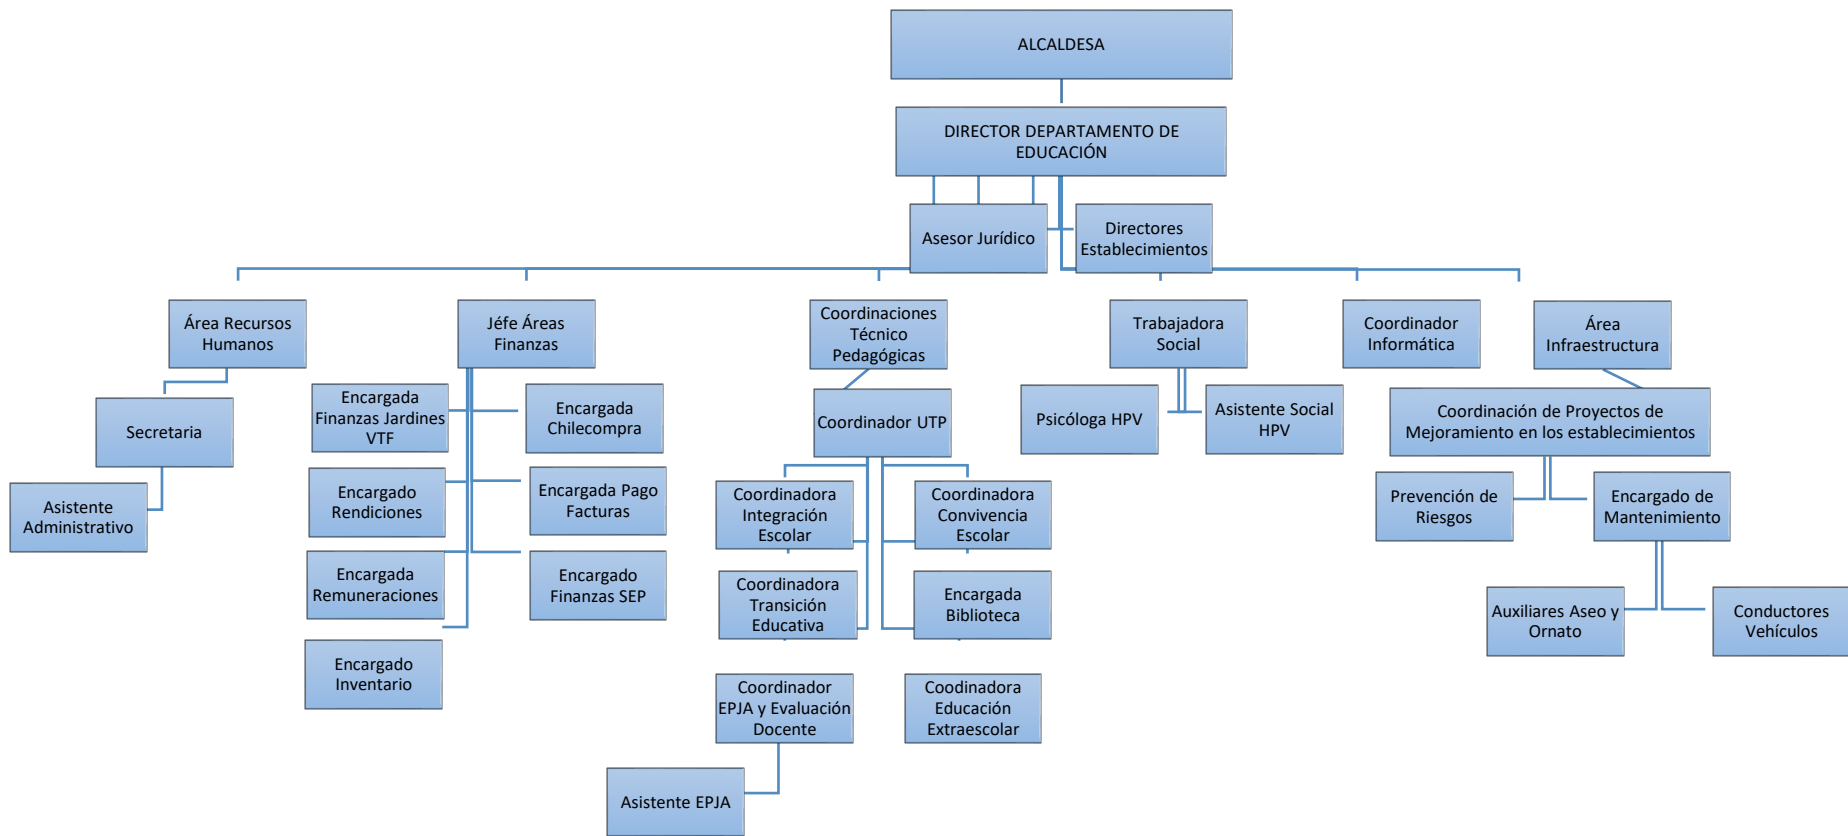 ALCALDESA
DIRECTOR DEPARTAMENTO DE
EDUCACIÓN
Asesor Jurídico
Directores
Establecimientos
Área Recursos
Humanos
Jéfe Áreas
Finanzas
Coordinaciones
Técnico
Pedagógicas
Trabajadora
Social
Coordinador
Informática
Área
Infraestructura
Secretaria
Asistente
Administrativo
Encargada
Finanzas Jardines
VTF
Encargada
Chilecompra
Encargado
Rendiciones
Encargada Pago
Facturas
Encargada
Remuneraciones
Encargado
Finanzas SEP
Encargado
Inventario
Coordinador UTP
Coordinadora
Integración
Escolar
Coordinadora
Convivencia
Escolar
Coordinadora
Transición
Educativa
Encargada
Biblioteca
Coordinador
EPJA y Evaluación
Docente
Coodinadora
Educación
Extraescolar
Asistente EPJA
Psicóloga HPV
Asistente Social
HPV
Coordinación de Proyectos de
Mejoramiento en los establecimientos
Prevención de
Riesgos
Encargado de
Mantenimiento
Auxiliares Aseo y
Ornato
Conductores
Vehículos